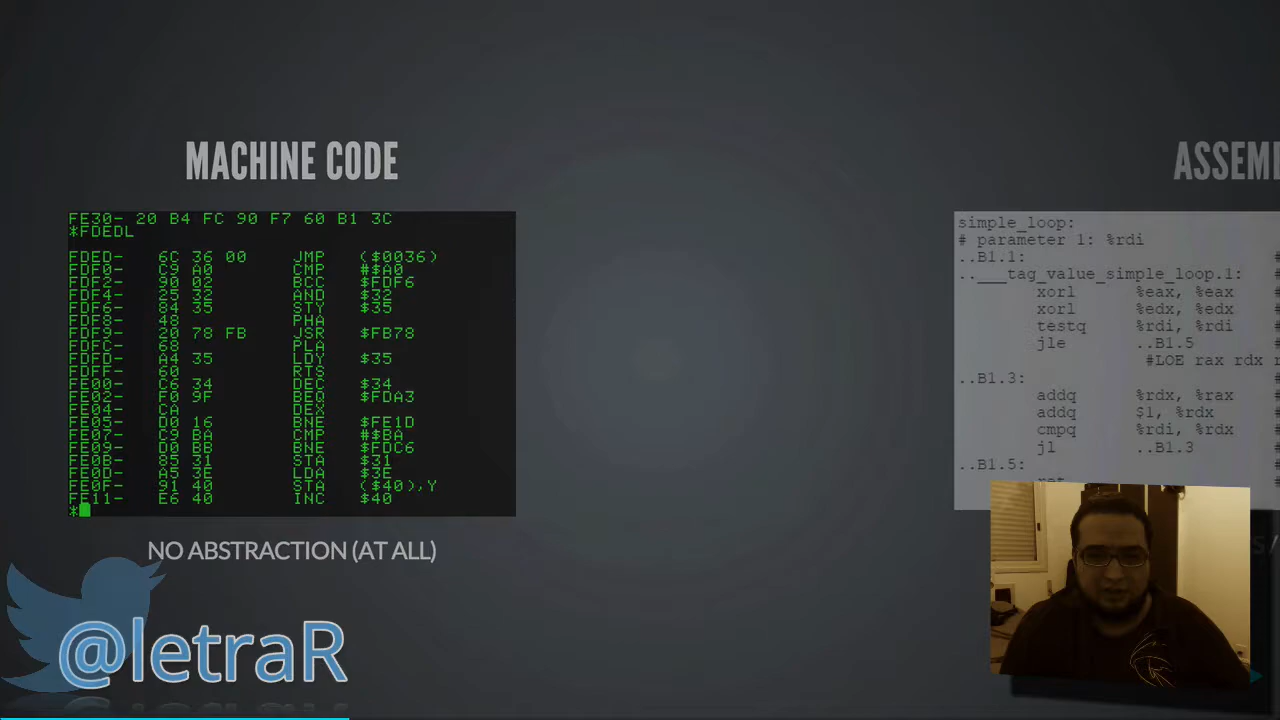 MACHINE CODE
FE30- 20 B4 FC 90 F7 60 B1 3C
*FDEDL
FDED- 6C 36 00 JMP ($0036)
FDF0- C9 A0 CMP #$A0
FDF2- 90 02 BCC $FDF6
FDF4- 25 32 AND $32
FDF6- 84 35 STY $35
FDF8- 48 PHA
FDF9- 20 78 FB JSR $FB78
FDFC- 68 PLA
FDFD- A4 35 LDY $35
FDFF- 60 RTS
FE00- C6 34 DEC $34
FE02- F0 9F BEQ $FDA3
FE04- CA DEX
FE05- D0 16 BNE $FE1D
FE07- C9 BA CMP #$BA
FE09- D0 BB BNE $FDC6
FE0B- 85 31 STA $31
FE0D- A5 3E LDA $3E
FE0F- 91 40 STA ($40),Y
FE11- E6 40 INC $40
*
NO ABSTRACTION (AT ALL)
@letraR
ASSEM
simple_loop:
# parameter 1: %rdi
..B1.1: #
..___tag_value_simple_loop.1: #
xorl %eax, %eax #
xorl %edx, %edx #
testq %rdi, %rdi #
jle ..B1.5 #
#LOE rax rdx r
..B1.3: #
addq %rdx, %rax #
addq $1, %rdx #
cmpq %rdi, %rdx #
jl ..B1.3 #
..B1.5: #